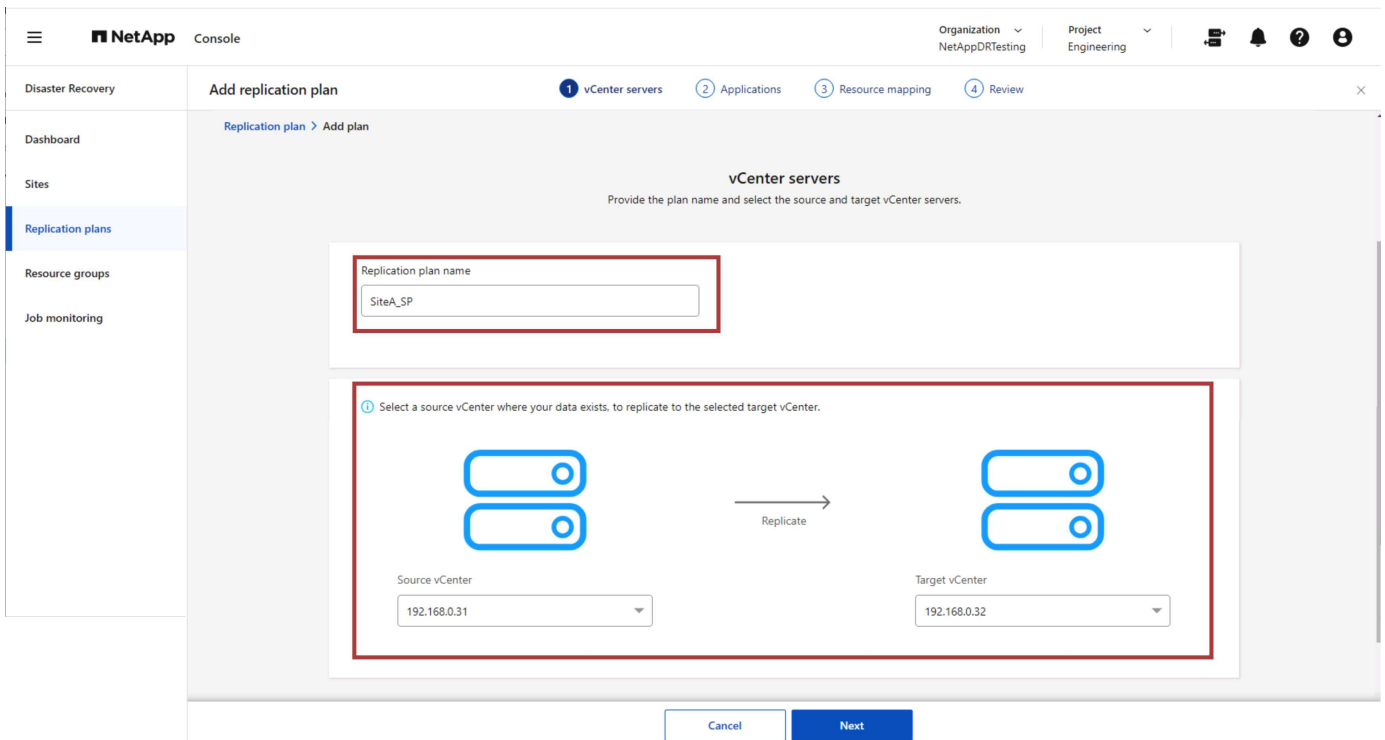 NetApp Console
Organization
NetAppDRTesting
Project
Engineering
Disaster Recovery
Add replication plan
1 vCenter servers
2 Applications
3 Resource mapping
4 Review
Dashboard
Sites
Replication plans
Resource groups
Job monitoring
Replication plan > Add plan
vCenter servers
Provide the plan name and select the source and target vCenter servers.
Replication plan name
SiteA_SP
Select a source vCenter where your data exists, to replicate to the selected target vCenter.
Replicate
Source vCenter
192.168.0.31
Target vCenter
192.168.0.32
Cancel
Next